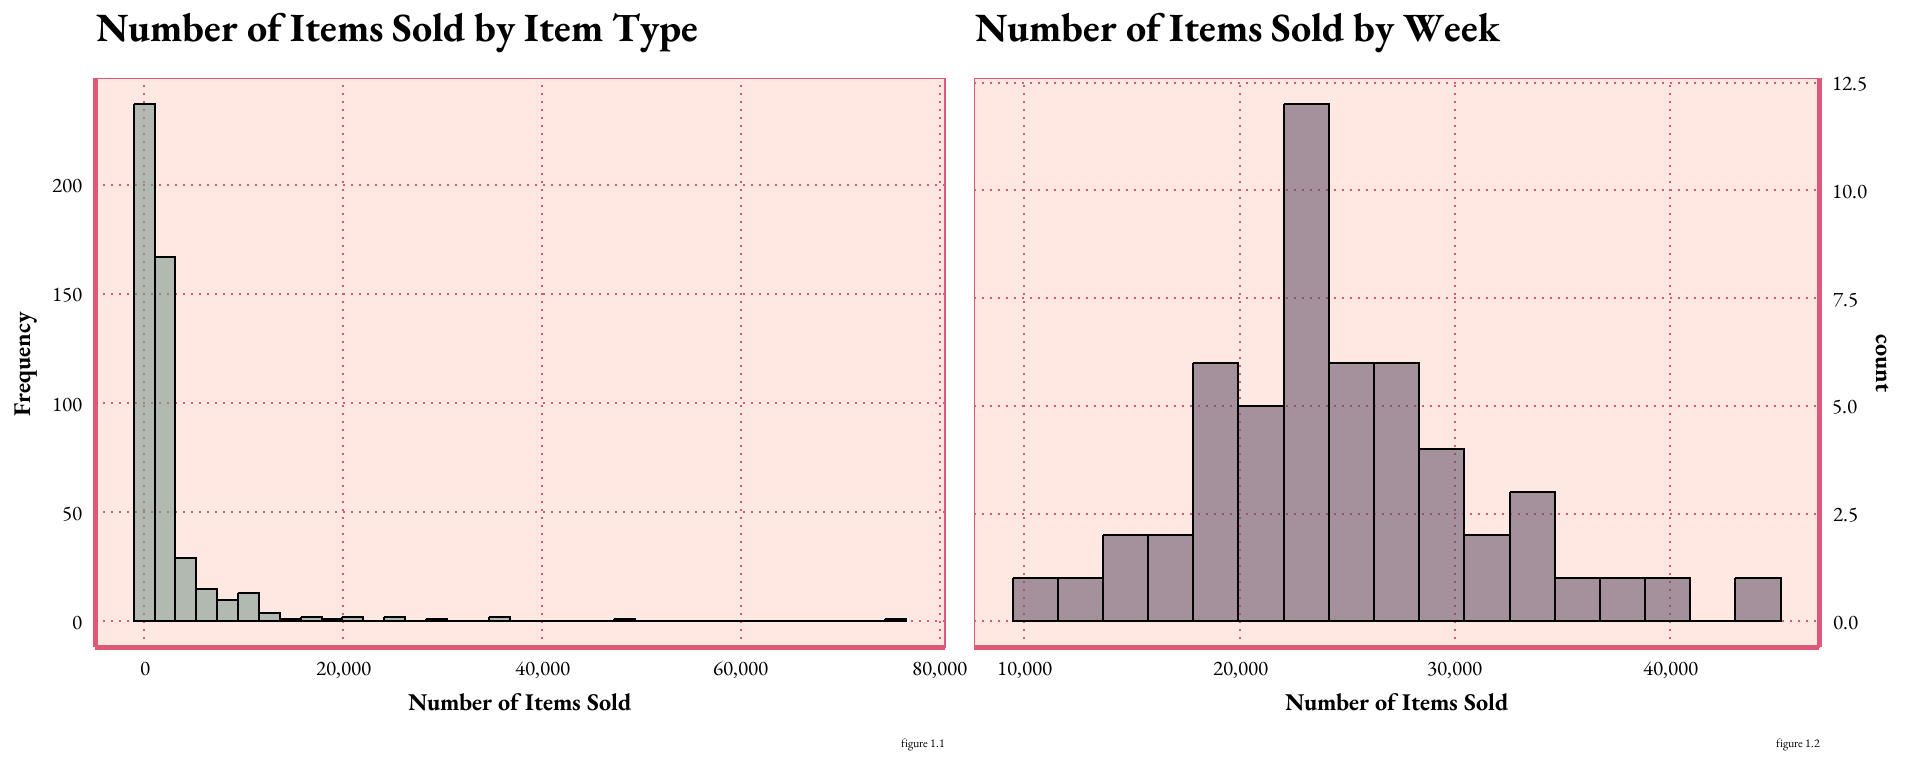 Number of Items Sold by Item Type
Frequency
200
150
100
50
0
0 20,000 40,000 60,000 80,000
Number of Items Sold
figure 1.1
Number of Items Sold by Week
12.5
10.0
7.5
5.0
2.5
0.0
count
10,000 20,000 30,000 40,000
Number of Items Sold
figure 1.2